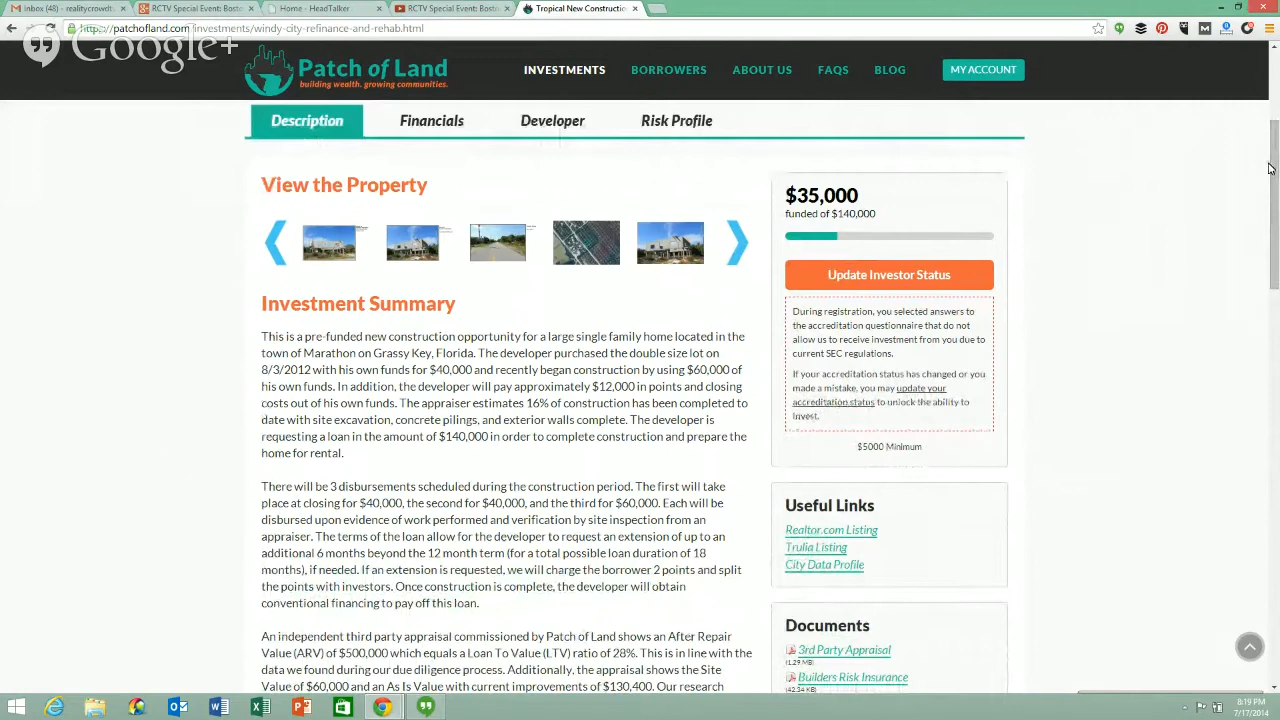 Inbox (48) - realitycrowdtv
RCTV Special Event: Bosto
Home - HeadTalker
RCTV Special Event: Bosto
Tropical New Constructio
https://patchofland.com/investments/windy-city-refinance-and-rehab.html
Google+
Patch of Land
building wealth. growing communities.
INVESTMENTS
BORROWERS
ABOUT US
FAQS
BLOG
MY ACCOUNT
Description
Financials
Developer
Risk Profile
View the Property
Investment Summary
This is a pre-funded new construction opportunity for a large single family home located in the
town of Marathon on Grassy Key, Florida. The developer purchased the double size lot on
8/3/2012 with his own funds for $40,000 and recently began construction by using $60,000 of
his own funds. In addition, the developer will pay approximately $12,000 in points and closing
costs out of his own funds. The appraiser estimates 16% of construction has been completed to
date with site excavation, concrete pilings, and exterior walls complete. The developer is
requesting a loan in the amount of $140,000 in order to complete construction and prepare the
home for rental.
There will be 3 disbursements scheduled during the construction period. The first will take
place at closing for $40,000, the second for $40,000, and the third for $60,000. Each will be
disbursed upon evidence of work performed and verification by site inspection from an
appraiser. The terms of the loan allow for the developer to request an extension of up to an
additional 6 months beyond the 12 month term (for a total possible loan duration of 18
months), if needed. If an extension is requested, we will charge the borrower 2 points and split
the points with investors. Once construction is complete, the developer will obtain
conventional financing to pay off this loan.
An independent third party appraisal commissioned by Patch of Land shows an After Repair
Value (ARV) of $500,000 which equals a Loan To Value (LTV) ratio of 28%. This is in line with the
data we found during our due diligence process. Additionally, the appraisal shows the Site
Value of $60,000 and an As Is Value with current improvements of $130,400. Our research
$35,000
funded of $140,000
Update Investor Status
During registration, you selected answers to
the accreditation questionnaire that do not
allow us to receive investment from you due to
current SEC regulations.
If your accreditation status has changed or you
made a mistake, you may update your
accreditation status to unlock the ability to
invest.
$5000 Minimum
Useful Links
Realtor.com Listing
Trulia Listing
City Data Profile
Documents
3rd Party Appraisal
(1.29 MB)
Builders Risk Insurance
(42.34 KB)
8:19 PM
7/17/2014